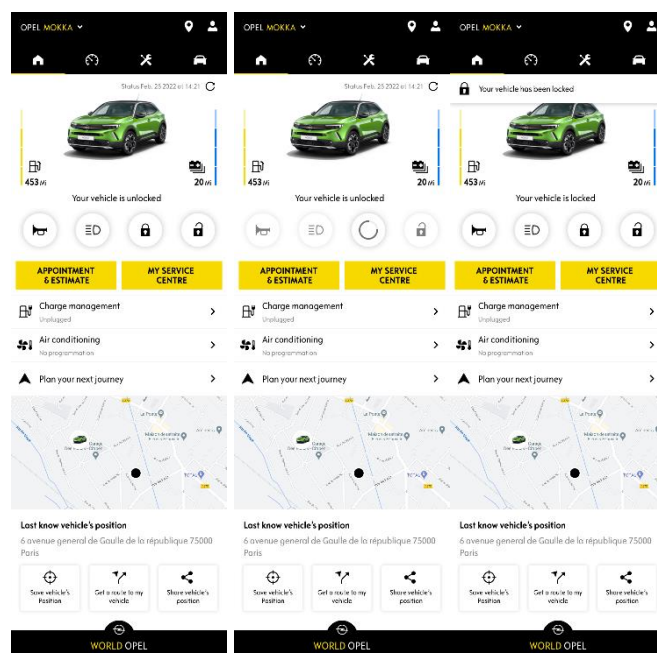 OPEL MOKKA
Status Feb. 25 2022 at 14:21
453 mi
20 mi
Your vehicle is unlocked
APPOINTMENT
& ESTIMATE
MY SERVICE
CENTRE
Charge management
Unplugged
Air conditioning
No programmation
Plan your next journey
La Poste
TOTAL
Last know vehicle's position
6 avenue general de Gaulle de la république 75000
Paris
Save vehicle's
Position
Get a route to my
vehicle
Share vehicle's
position
WORLD OPEL
OPEL MOKKA
Status Feb. 25 2022 at 14:21
453 mi
20 mi
Your vehicle is unlocked
APPOINTMENT
& ESTIMATE
MY SERVICE
CENTRE
Charge management
Unplugged
Air conditioning
No programmation
Plan your next journey
La Poste
TOTAL
Last know vehicle's position
6 avenue general de Gaulle de la république 75000
Paris
Save vehicle's
Position
Get a route to my
vehicle
Share vehicle's
position
WORLD OPEL
OPEL MOKKA
Your vehicle has been locked
453 mi
20 mi
Your vehicle is locked
APPOINTMENT
& ESTIMATE
MY SERVICE
CENTRE
Charge management
Unplugged
Air conditioning
No programmation
Plan your next journey
La Poste
TOTAL
Last know vehicle's position
6 avenue general de Gaulle de la république 75000
Paris
Save vehicle's
Position
Get a route to my
vehicle
Share vehicle's
position
WORLD OPEL